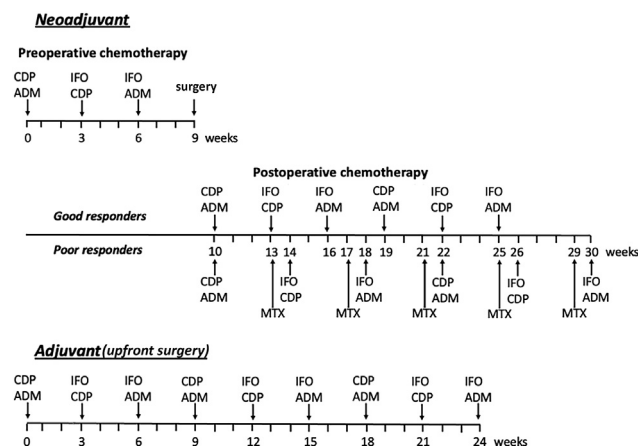 Neoadjuvant
Preoperative chemotherapy
CDP IFO IFO
ADM CDP ADM surgery
0 3 6 9 weeks
Postoperative chemotherapy
CDP IFO IFO CDP IFO IFO
ADM CDP ADM ADM CDP ADM
Good responders
Poor responders
10 13 14 16 17 18 19 21 22 25 26 29 30 weeks
CDP IFO IFO CDP IFO IFO
ADM CDP ADM ADM CDP ADM
MTX MTX MTX MTX MTX
Adjuvant (upfront surgery)
CDP IFO IFO CDP IFO IFO CDP IFO IFO
ADM CDP ADM ADM CDP ADM ADM CDP ADM
0 3 6 9 12 15 18 21 24 weeks